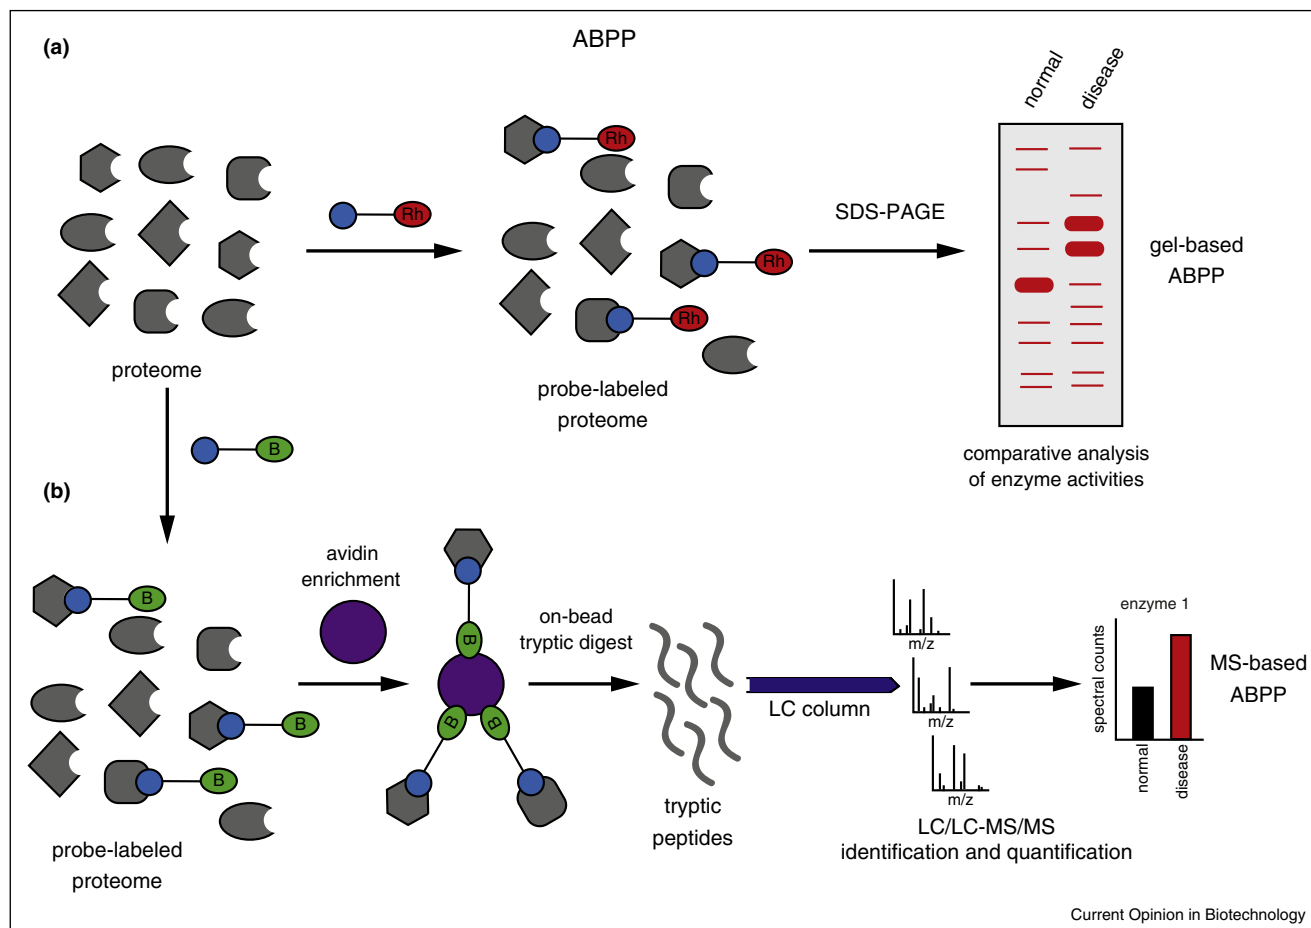 (a)
ABPP
normal
disease
Rh
Rh
SDS-PAGE
gel-based
ABPP
Rh
Rh
proteome
probe-labeled
proteome
comparative analysis
of enzyme activities
B
(b)
avidin
enrichment
B
B
on-bead
tryptic digest
m/z
enzyme 1
spectral counts
MS-based
ABPP
B
B
B
LC column
m/z
normal
disease
B
m/z
tryptic
peptides
LC/LC-MS/MS
identification and quantification
probe-labeled
proteome
Current Opinion in Biotechnology